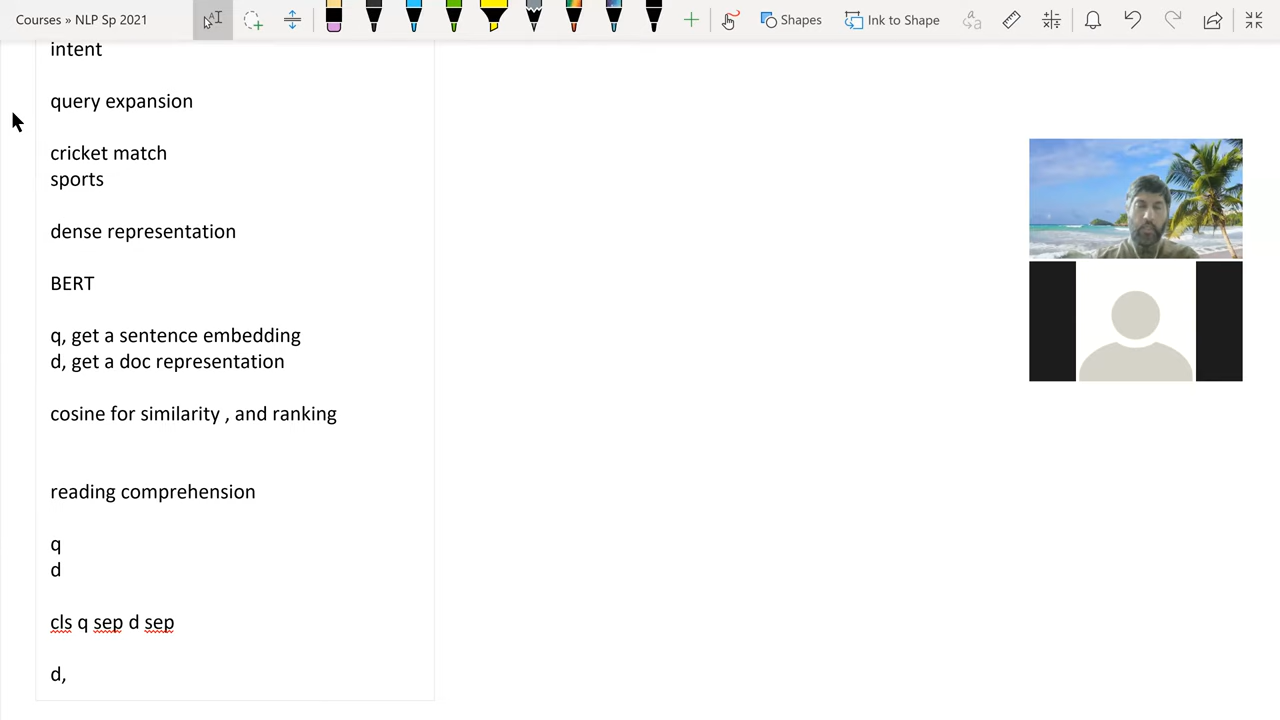 Courses » NLP Sp 2021
Shapes
Ink to Shape
intent
query expansion
cricket match
sports
dense representation
BERT
q, get a sentence embedding
d, get a doc representation
cosine for similarity , and ranking
reading comprehension
q
d
cls q sep d sep
d,